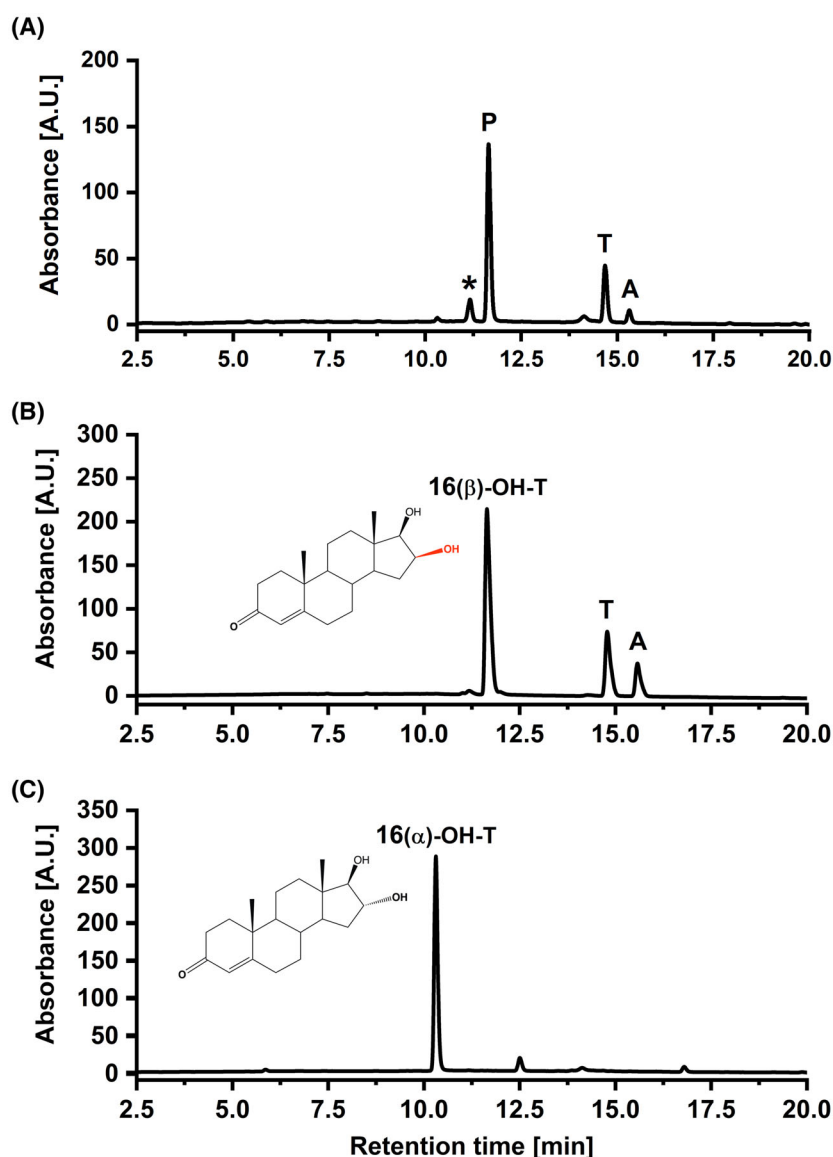 (A)
Absorbance [A.U.]
200
150
100
50
0
P
*
T
A
2.5 5.0 7.5 10.0 12.5 15.0 17.5 20.0
(B)
Absorbance [A.U.]
300
250
200
150
100
50
0
16(β)-OH-T
OH
OH
O
T
A
2.5 5.0 7.5 10.0 12.5 15.0 17.5 20.0
(C)
Absorbance [A.U.]
350
300
250
200
150
100
50
0
16(α)-OH-T
OH
OH
O
2.5 5.0 7.5 10.0 12.5 15.0 17.5 20.0
Retention time [min]